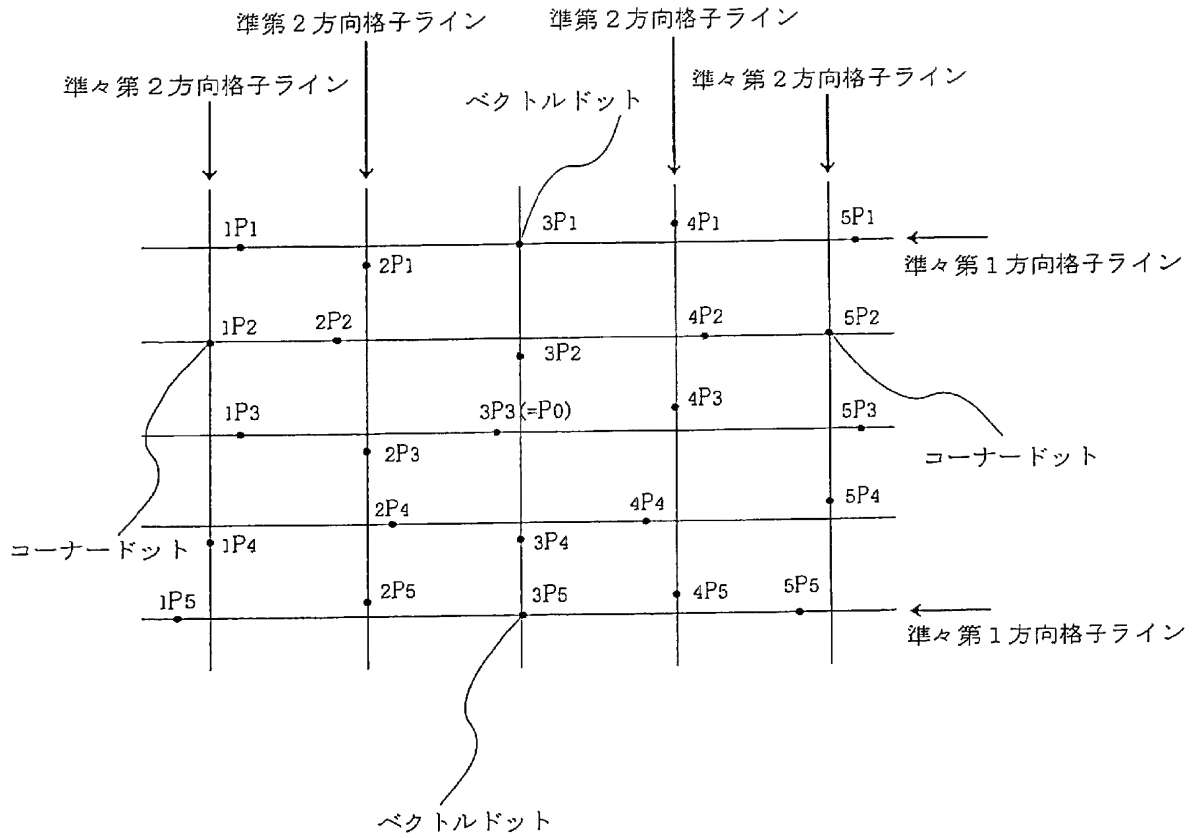 準第２方向格子ライン
準第２方向格子ライン
準々第２方向格子ライン
準々第２方向格子ライン
ベクトルドット
1P1
2P1
3P1
4P1
5P1
準々第１方向格子ライン
1P2
2P2
3P2
4P2
5P2
1P3
2P3
3P3(=P0)
4P3
5P3
コーナードット
コーナードット
1P4
2P4
3P4
4P4
5P4
1P5
2P5
3P5
4P5
5P5
準々第１方向格子ライン
ベクトルドット